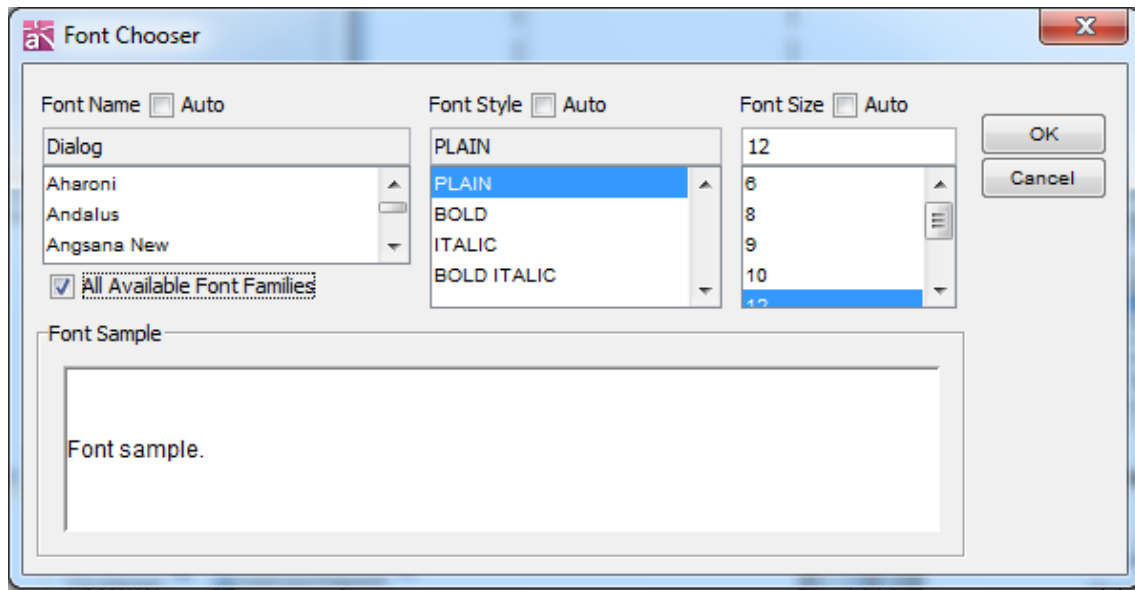 Font Chooser
Font Name Auto Font Style Auto Font Size Auto
Dialog PLAIN 12
OK
Cancel
Aharoni PLAIN 6
Andalus BOLD 8
Angsana New ITALIC 9
BOLD ITALIC 10
12
All Available Font Families
Font Sample
Font sample.